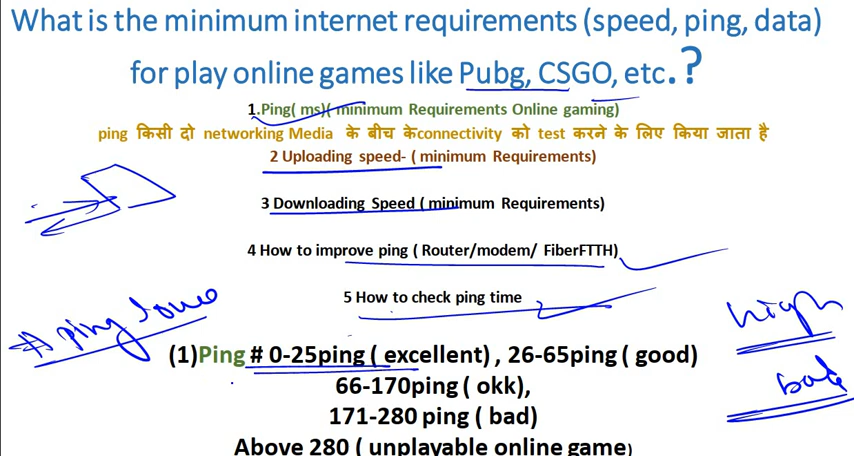 What is the minimum internet requirements (speed, ping, data)
for play online games like Pubg, CSGO, etc.?
1.Ping( ms)( minimum Requirements Online gaming)
ping किसी दो networking Media के बीच केconnectivity को test करने के लिए किया जाता है
2 Uploading speed- ( minimum Requirements)
3 Downloading Speed ( minimum Requirements)
4 How to improve ping ( Router/modem/ FiberFTTH)
5 How to check ping time
# ping
high
(1)Ping # 0-25ping ( excellent) , 26-65ping ( good)
66-170ping ( okk),
171-280 ping ( bad)
Above 280 ( unplayable online game)